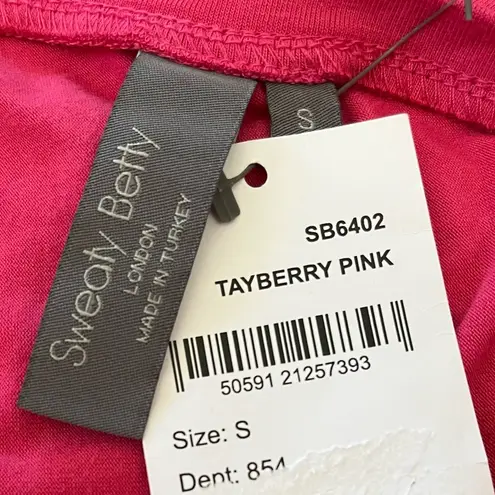 Sweaty Betty
LONDON
MADE IN TURKEY
S
SB6402
TAYBERRY PINK
50591 21257393
Size: S
Dept: 854